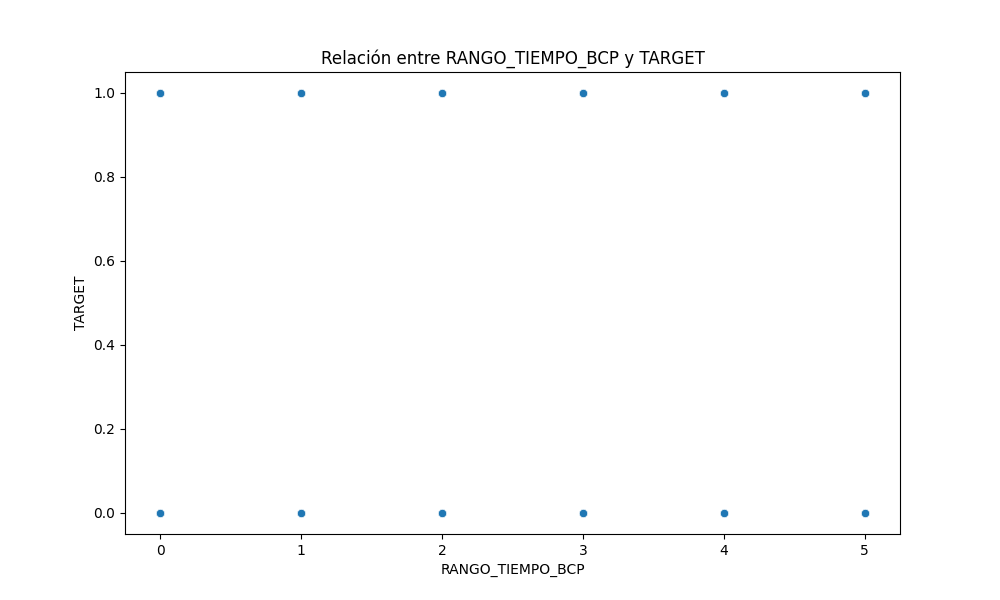 Relación entre RANGO_TIEMPO_BCP y TARGET
1.0
0.8
0.6
0.4
0.2
0.0
TARGET
0 1 2 3 4 5
RANGO_TIEMPO_BCP